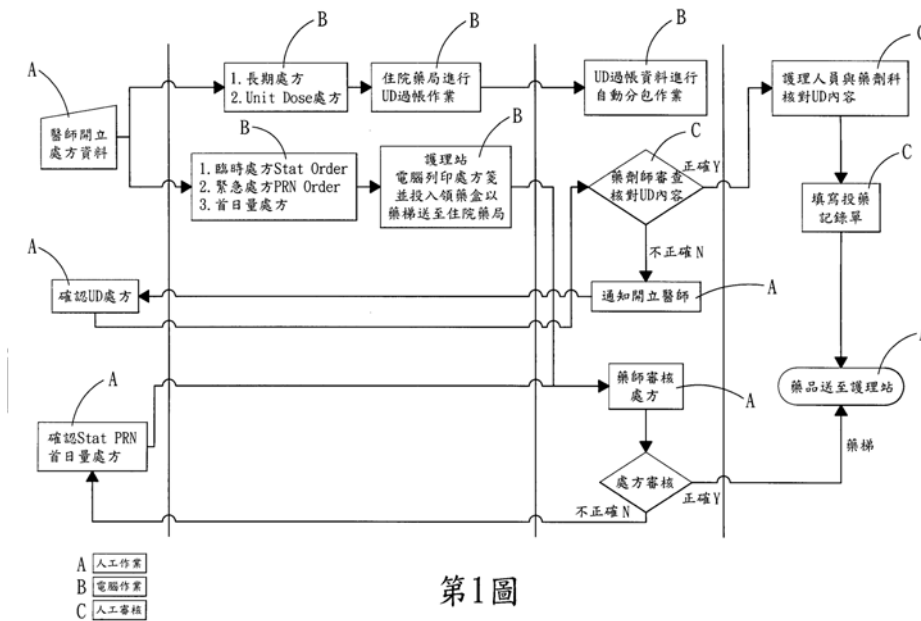 B
B
C
A
1.長期處方
2.Unit Dose處方
住院藥局進行
UD過帳作業
UD過帳資料進行
自動分包作業
護理人員與藥劑科
核對UD內容
醫師開立
處方資料
B
B
C
正確Y
C
1.臨時處方Stat Order
2.緊急處方PRN Order
3.首日量處方
護理站
電腦列印處方箋
並投入領藥盒以
藥梯送至住院藥局
藥劑師審查
核對UD內容
填寫投藥
記錄單
不正確N
A
確認UD處方
通知開立醫師
A
A
藥師審核
處方
A
藥品送至護理站
A
確認Stat PRN
首日量處方
處方審核
藥梯
正確Y
不正確N
A 人工作業
B 電腦作業
C 人工審核
第1圖